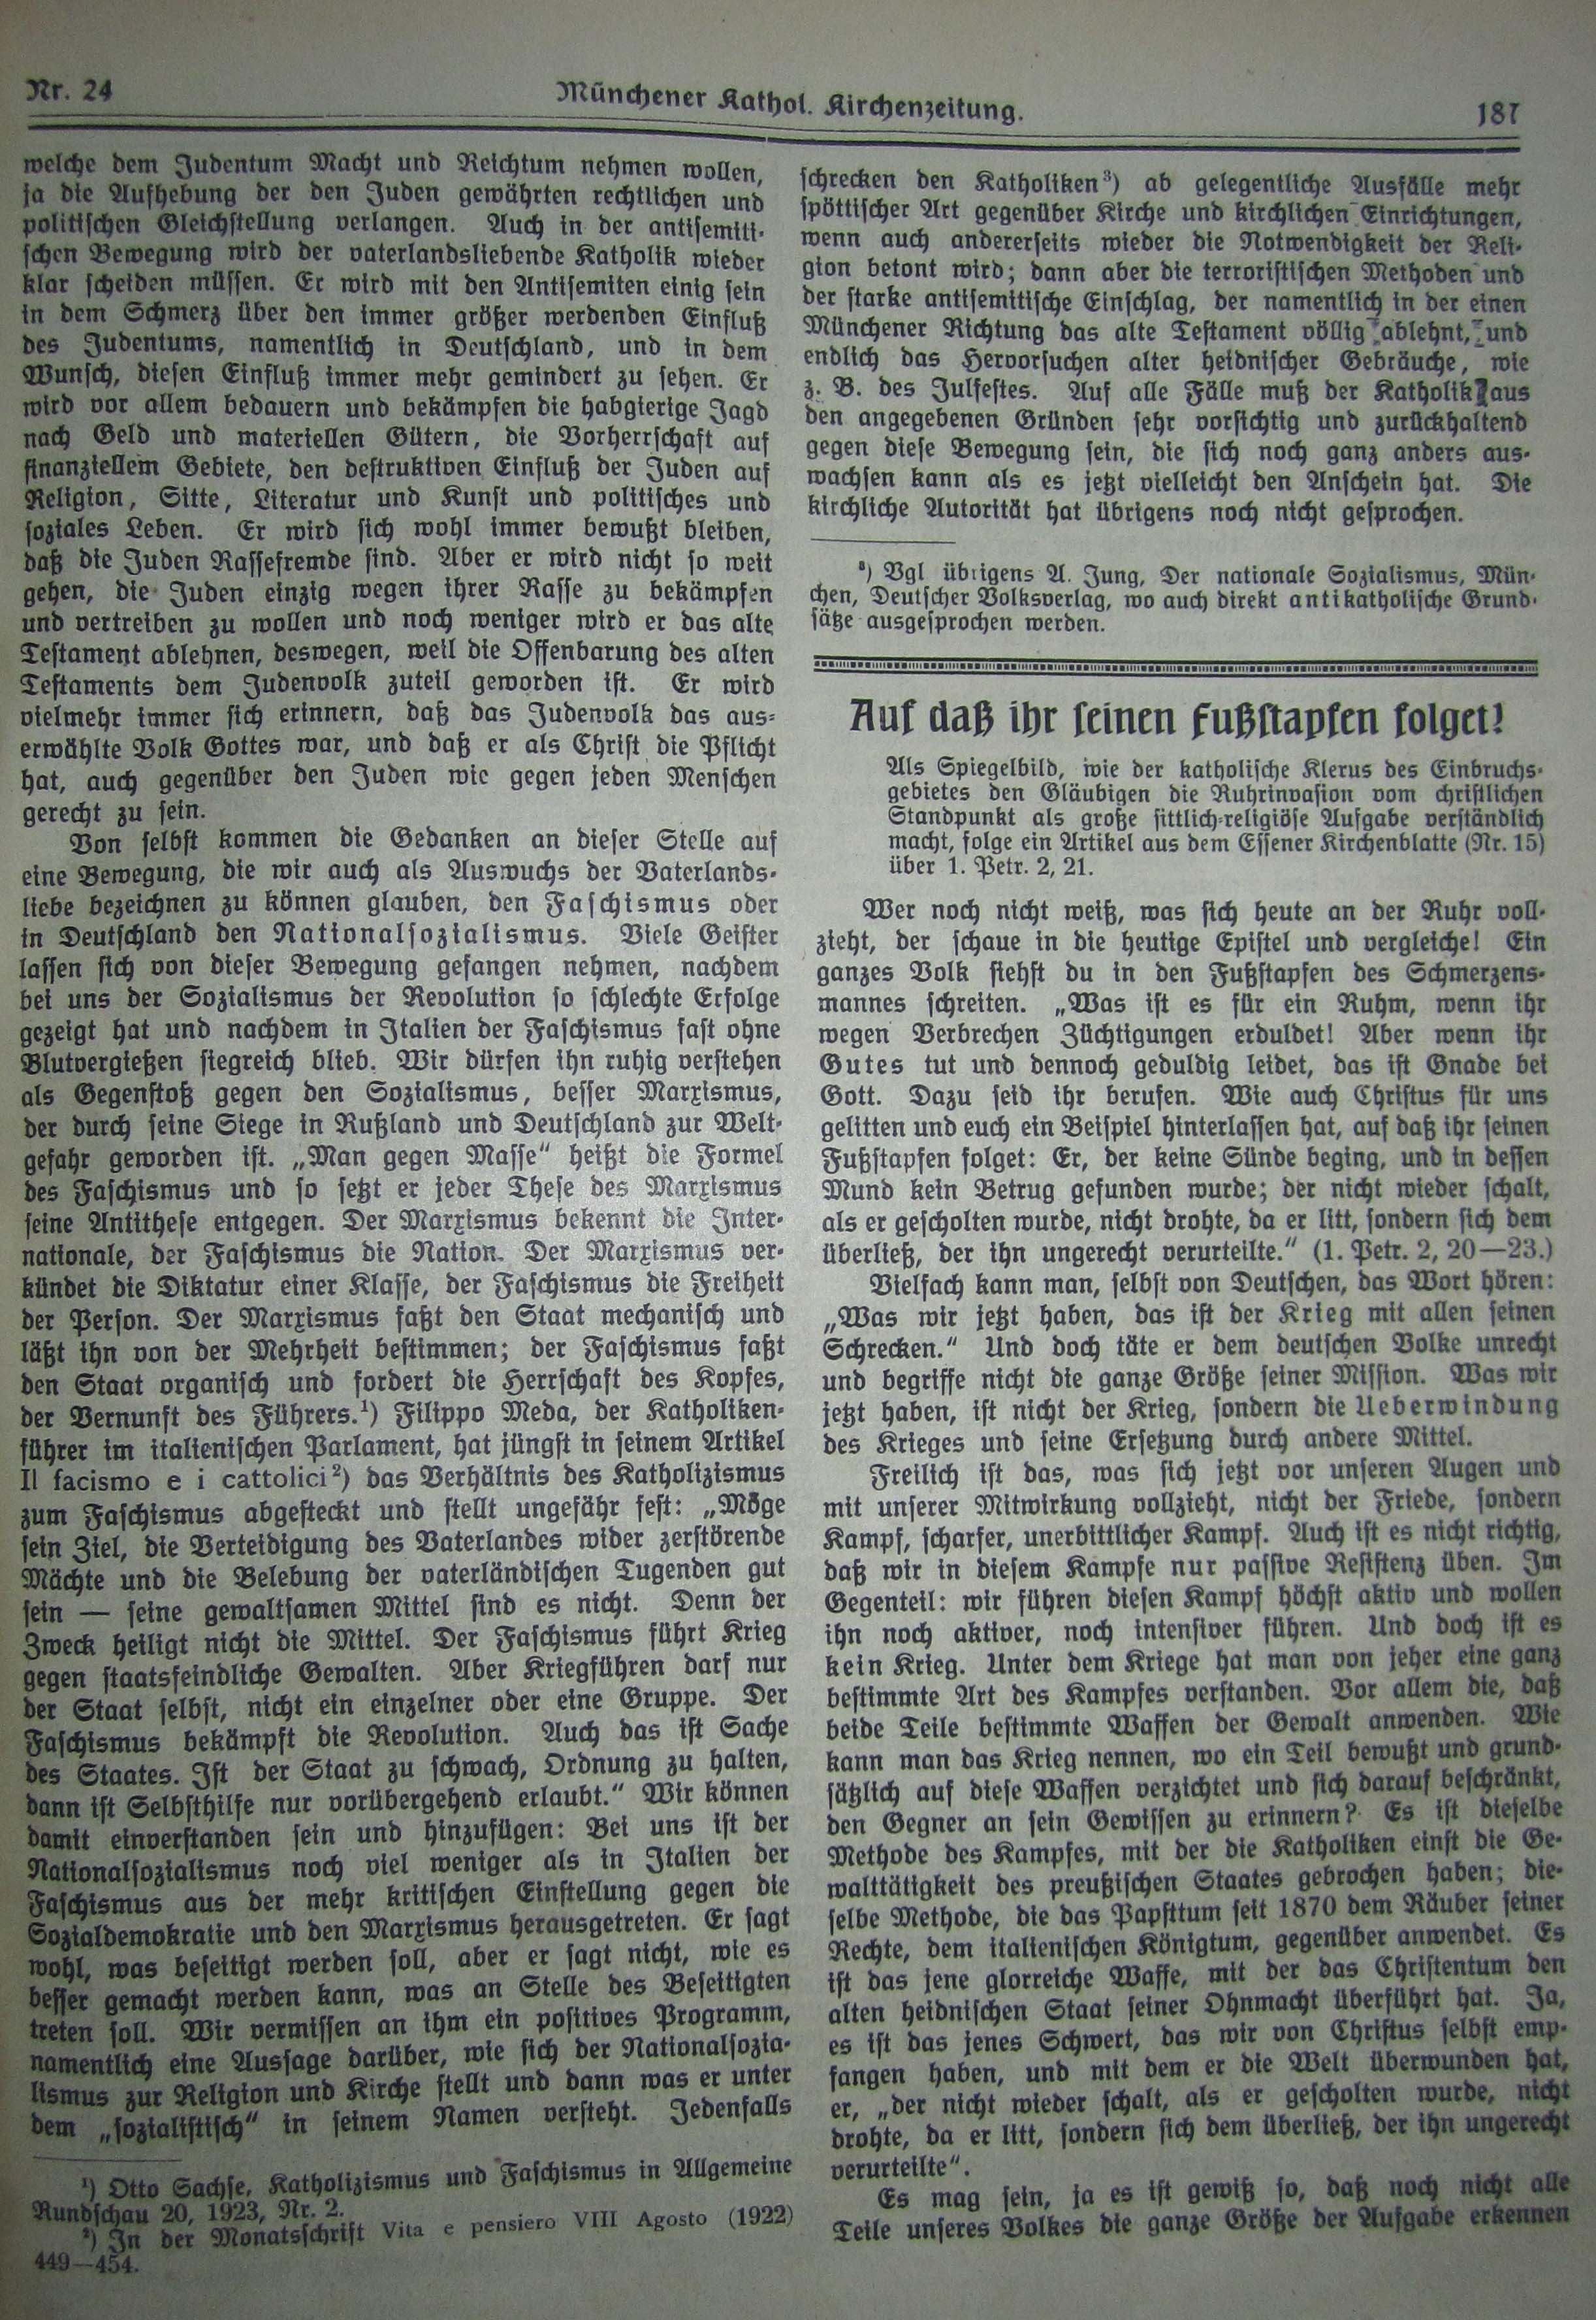 Nr. 24
Münchener Kathol. Kirchenzeitung.
187
welche dem Judentum Macht und Reichtum nehmen wollen,
ja die Aufhebung der den Juden gewährten rechtlichen und
politischen Gleichstellung verlangen. Auch in der antisemiti-
schen Bewegung wird der vaterlandsliebende Katholik wieder
klar scheiden müssen. Er wird mit den Antisemiten einig sein
in dem Schmerz über den immer größer werdenden Einfluß
des Judentums, namentlich in Deutschland, und in dem
Wunsch, diesen Einfluß immer mehr gemindert zu sehen. Er
wird vor allem bedauern und bekämpfen die habgierige Jagd
nach Geld und materiellen Gütern, die Vorherrschaft auf
finanziellem Gebiete, den destruktiven Einfluß der Juden auf
Religion, Sitte, Literatur und Kunst und politisches und
soziales Leben. Er wird sich wohl immer bewußt bleiben,
daß die Juden Rassefremde sind. Aber er wird nicht so weit
gehen, die Juden einzig wegen ihrer Rasse zu bekämpfen
und vertreiben zu wollen und noch weniger wird er das alte
Testament ablehnen, deswegen, weil die Offenbarung des alten
Testaments dem Judenvolk zuteil geworden ist. Er wird
vielmehr immer sich erinnern, daß das Judenvolk das aus-
erwählte Volk Gottes war, und daß er als Christ die Pflicht
hat, auch gegenüber den Juden wie gegen jeden Menschen
gerecht zu sein.
Von selbst kommen die Gedanken an dieser Stelle auf
eine Bewegung, die wir auch als Auswuchs der Vaterlands-
liebe bezeichnen zu können glauben, den Faschismus oder
in Deutschland den Nationalsozialismus. Viele Geister
lassen sich von dieser Bewegung gefangen nehmen, nachdem
bei uns der Sozialismus der Revolution so schlechte Erfolge
gezeigt hat und nachdem in Italien der Faschismus fast ohne
Blutvergießen siegreich blieb. Wir dürfen ihn ruhig verstehen
als Gegenstoß gegen den Sozialismus, besser Marxismus,
der durch seine Siege in Rußland und Deutschland zur Welt-
gefahr geworden ist. „Man gegen Masse“ heißt die Formel
des Faschismus und so setzt er jeder These des Marxismus
seine Antithese entgegen. Der Marxismus bekennt die Inter-
nationale, der Faschismus die Nation. Der Marxismus ver-
kündet die Diktatur einer Klasse, der Faschismus die Freiheit
der Person. Der Marxismus faßt den Staat mechanisch und
läßt ihn von der Mehrheit bestimmen; der Faschismus faßt
den Staat organisch und fordert die Herrschaft des Kopfes,
der Vernunft des Führers.¹) Filippo Meda, der Katholiken-
führer im italienischen Parlament, hat jüngst in seinem Artikel
Il facismo e i cattolici²) das Verhältnis des Katholizismus
zum Faschismus abgesteckt und stellt ungefähr fest: „Möge
sein Ziel, die Verteidigung des Vaterlandes wider zerstörende
Mächte und die Belebung der vaterländischen Tugenden gut
sein — seine gewaltsamen Mittel sind es nicht. Denn der
Zweck heiligt nicht die Mittel. Der Faschismus führt Krieg
gegen staatsfeindliche Gewalten. Aber Kriegführen darf nur
der Staat selbst, nicht ein einzelner oder eine Gruppe. Der
Faschismus bekämpft die Revolution. Auch das ist Sache
des Staates. Ist der Staat zu schwach, Ordnung zu halten,
dann ist Selbsthilfe nur vorübergehend erlaubt.“ Wir können
damit einverstanden sein und hinzufügen: Bei uns ist der
Nationalsozialismus noch viel weniger als in Italien der
Faschismus aus der mehr kritischen Einstellung gegen die
Sozialdemokratie und den Marxismus herausgetreten. Er sagt
wohl, was beseitigt werden soll, aber er sagt nicht, wie es
besser gemacht werden kann, was an Stelle des Beseitigten
treten soll. Wir vermissen an ihm ein positives Programm,
namentlich eine Aussage darüber, wie sich der Nationalsozia-
lismus zur Religion und Kirche stellt und dann was er unter
dem „sozialistisch“ in seinem Namen versteht. Jedenfalls
¹) Otto Sachse, Katholizismus und Faschismus in Allgemeine
Rundschau 20, 1923, Nr. 2.
²) In der Monatsschrift Vita e pensiero VIII Agosto (1922)
449—454.
schrecken den Katholiken³) ab gelegentliche Ausfälle mehr
spöttischer Art gegenüber Kirche und kirchlichen Einrichtungen,
wenn auch andererseits wieder die Notwendigkeit der Reli-
gion betont wird; dann aber die terroristischen Methoden und
der starke antisemitische Einschlag, der namentlich in der einen
Münchener Richtung das alte Testament völlig ablehnt, und
endlich das Hervorsuchen alter heidnischer Gebräuche, wie
z. B. des Julfestes. Auf alle Fälle muß der Katholik aus
den angegebenen Gründen sehr vorsichtig und zurückhaltend
gegen diese Bewegung sein, die sich noch ganz anders aus-
wachsen kann als es jetzt vielleicht den Anschein hat. Die
kirchliche Autorität hat übrigens noch nicht gesprochen.
³) Vgl übrigens A. Jung, Der nationale Sozialismus, Mün-
chen, Deutscher Volksverlag, wo auch direkt antikatholische Grund-
sätze ausgesprochen werden.
Auf daß ihr seinen Fußstapfen folget!
Als Spiegelbild, wie der katholische Klerus des Einbruchs-
gebietes den Gläubigen die Ruhrinvasion vom christlichen
Standpunkt als große sittlich-religiöse Aufgabe verständlich
macht, folge ein Artikel aus dem Essener Kirchenblatte (Nr. 15)
über 1. Petr. 2, 21.
Wer noch nicht weiß, was sich heute an der Ruhr voll-
zieht, der schaue in die heutige Epistel und vergleiche! Ein
ganzes Volk siehst du in den Fußstapfen des Schmerzens-
mannes schreiten. „Was ist es für ein Ruhm, wenn ihr
wegen Verbrechen Züchtigungen erduldet! Aber wenn ihr
Gutes tut und dennoch geduldig leidet, das ist Gnade bei
Gott. Dazu seid ihr berufen. Wie auch Christus für uns
gelitten und euch ein Beispiel hinterlassen hat, auf daß ihr seinen
Fußstapfen folget: Er, der keine Sünde beging, und in dessen
Mund kein Betrug gefunden wurde; der nicht wieder schalt,
als er gescholten wurde, nicht drohte, da er litt, sondern sich dem
überließ, der ihn ungerecht verurteilte.“ (1. Petr. 2, 20—23.)
Vielfach kann man, selbst von Deutschen, das Wort hören:
„Was wir jetzt haben, das ist der Krieg mit allen seinen
Schrecken.“ Und doch täte er dem deutschen Volke unrecht
und begriffe nicht die ganze Größe seiner Mission. Was wir
jetzt haben, ist nicht der Krieg, sondern die Ueberwindung
des Krieges und seine Ersetzung durch andere Mittel.
Freilich ist das, was sich jetzt vor unseren Augen und
mit unserer Mitwirkung vollzieht, nicht der Friede, sondern
Kampf, scharfer, unerbittlicher Kampf. Auch ist es nicht richtig,
daß wir in diesem Kampfe nur passive Resistenz üben. Im
Gegenteil: wir führen diesen Kampf höchst aktiv und wollen
ihn noch aktiver, noch intensiver führen. Und doch ist es
kein Krieg. Unter dem Kriege hat man von jeher eine ganz
bestimmte Art des Kampfes verstanden. Vor allem die, daß
beide Teile bestimmte Waffen der Gewalt anwenden. Wie
kann man das Krieg nennen, wo ein Teil bewußt und grund-
sätzlich auf diese Waffen verzichtet und sich darauf beschränkt,
den Gegner an sein Gewissen zu erinnern? Es ist dieselbe
Methode des Kampfes, mit der die Katholiken einst die Ge-
walttätigkeit des preußischen Staates gebrochen haben; die-
selbe Methode, die das Papsttum seit 1870 dem Räuber seiner
Rechte, dem italienischen Königtum, gegenüber anwendet. Es
ist das jene glorreiche Waffe, mit der das Christentum den
alten heidnischen Staat seiner Ohnmacht überführt hat. Ja,
es ist das jenes Schwert, das wir von Christus selbst emp-
fangen haben, und mit dem er die Welt überwunden hat,
er, „der nicht wieder schalt, als er gescholten wurde, nicht
drohte, da er litt, sondern sich dem überließ, der ihn ungerecht
verurteilte“.
Es mag sein, ja es ist gewiß so, daß noch nicht alle
Teile unseres Volkes die ganze Größe der Aufgabe erkennen